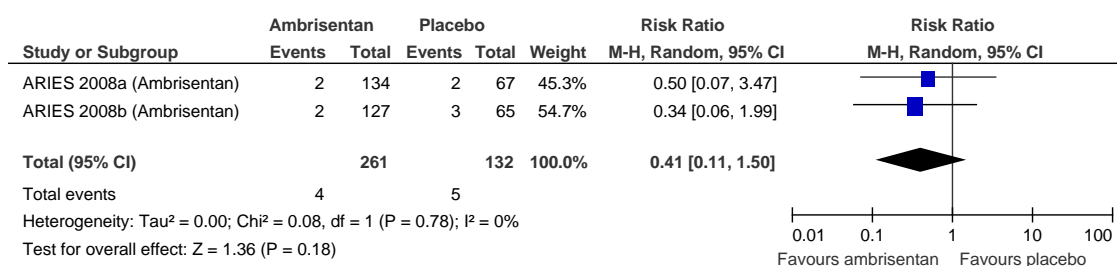 Ambrisentan Placebo Risk Ratio Risk Ratio
Study or Subgroup Events Total Events Total Weight M-H, Random, 95% CI M-H, Random, 95% CI
ARIES 2008a (Ambrisentan) 2 134 2 67 45.3% 0.50 [0.07, 3.47]
ARIES 2008b (Ambrisentan) 2 127 3 65 54.7% 0.34 [0.06, 1.99]
Total (95% CI) 261 132 100.0% 0.41 [0.11, 1.50]
Total events 4 5
Heterogeneity: Tau² = 0.00; Chi² = 0.08, df = 1 (P = 0.78); I² = 0%
Test for overall effect: Z = 1.36 (P = 0.18)
0.01 0.1 1 10 100
Favours ambrisentan Favours placebo